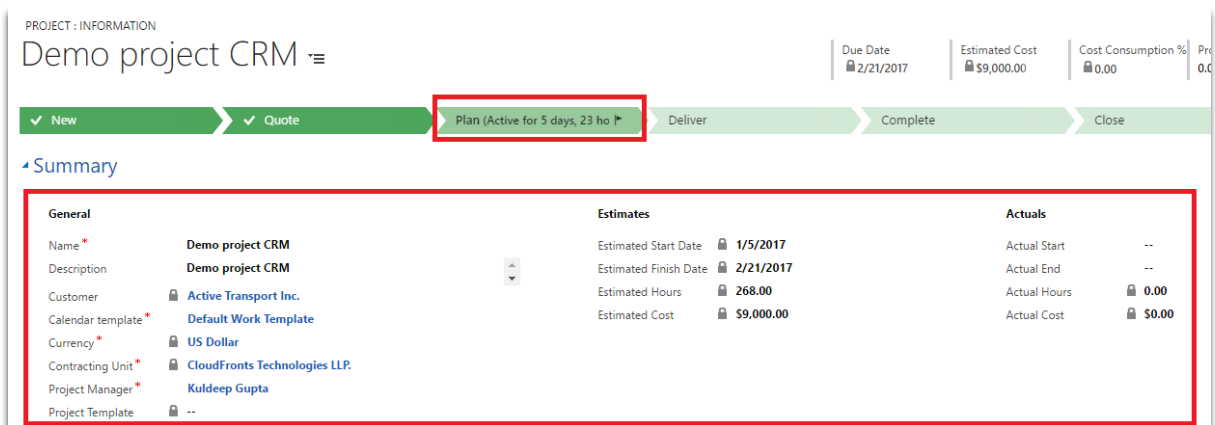 PROJECT : INFORMATION
Demo project CRM
Due Date
2/21/2017
Estimated Cost
$9,000.00
Cost Consumption %
0.00
New
Quote
Plan (Active for 5 days, 23 ho
Deliver
Complete
Close
Summary
General
Name *
Demo project CRM
Description
Demo project CRM
Customer
Active Transport Inc.
Calendar template *
Default Work Template
Currency *
US Dollar
Contracting Unit *
CloudFronts Technologies LLP.
Project Manager *
Kuldeep Gupta
Project Template
--
Estimates
Estimated Start Date
1/5/2017
Estimated Finish Date
2/21/2017
Estimated Hours
268.00
Estimated Cost
$9,000.00
Actuals
Actual Start
--
Actual End
--
Actual Hours
0.00
Actual Cost
$0.00